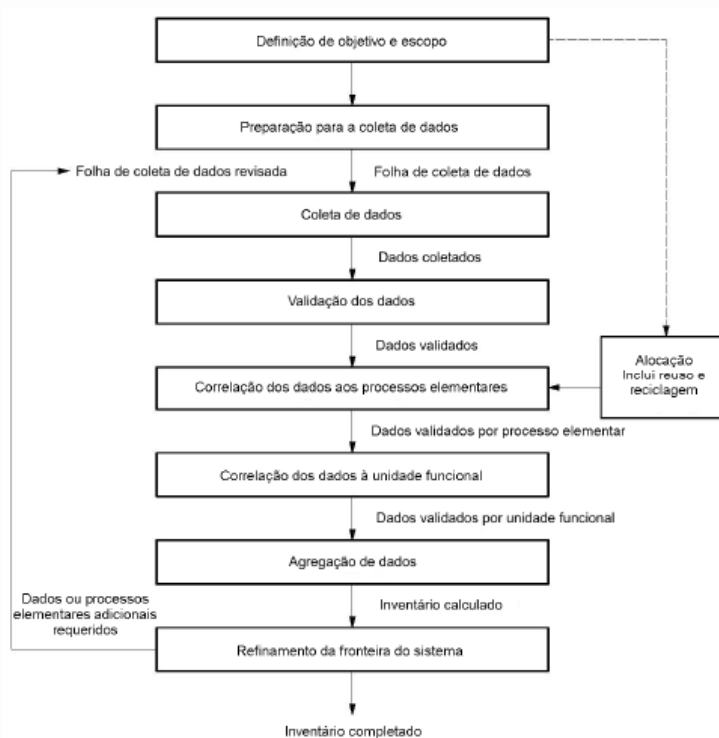 Definição de objetivo e escopo
Preparação para a coleta de dados
Folha de coleta de dados revisada
Folha de coleta de dados
Coleta de dados
Dados coletados
Validação dos dados
Dados validados
Alocação
Inclui reuso e
reciclagem
Correlação dos dados aos processos elementares
Dados validados por processo elementar
Correlação dos dados à unidade funcional
Dados validados por unidade funcional
Agregação de dados
Dados ou processos
elementares adicionais
requeridos
Inventário calculado
Refinamento da fronteira do sistema
Inventário completado